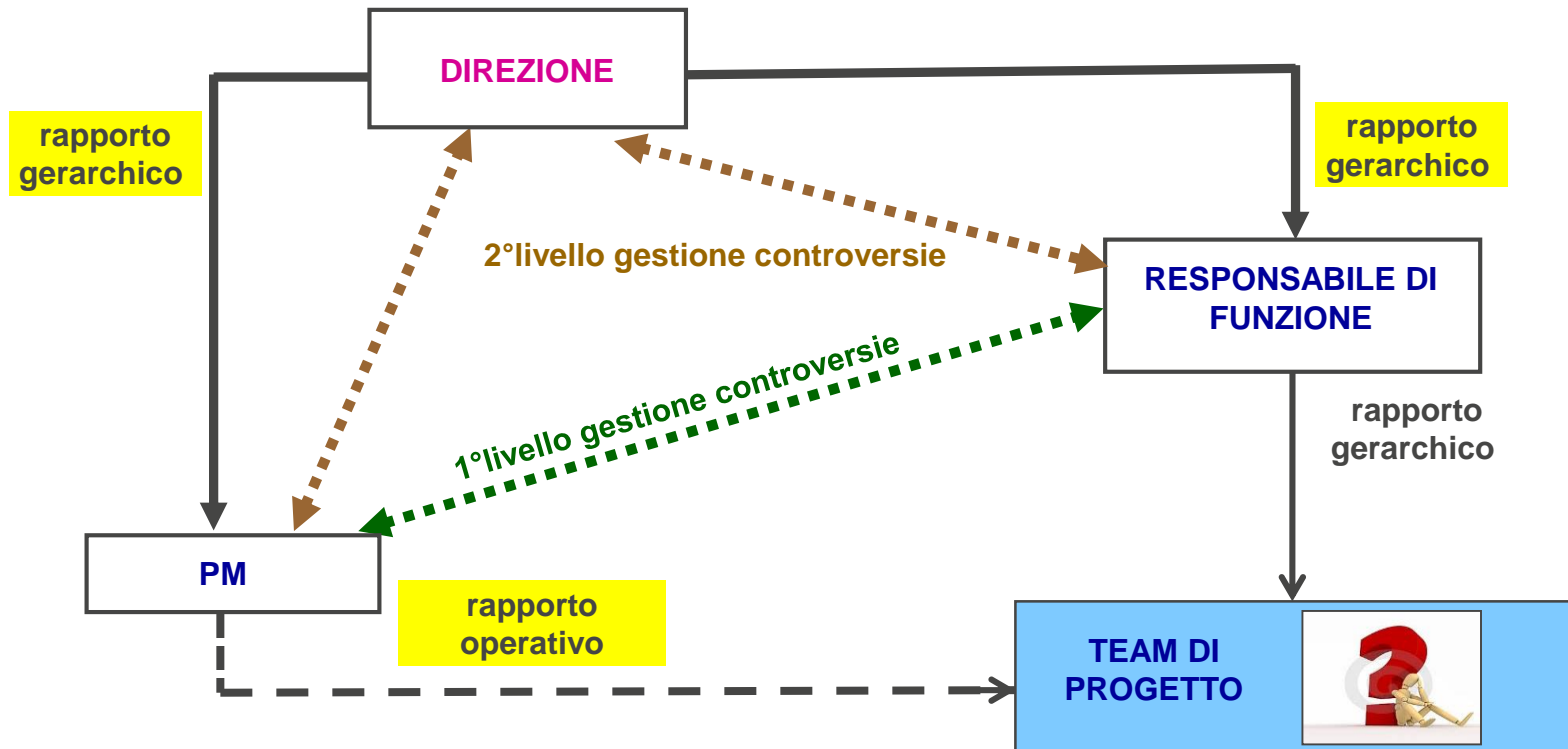 DIREZIONE
rapporto
gerarchico
rapporto
gerarchico
2°livello gestione controversie
RESPONSABILE DI
FUNZIONE
1°livello gestione controversie
rapporto
gerarchico
PM
rapporto
operativo
TEAM DI
PROGETTO